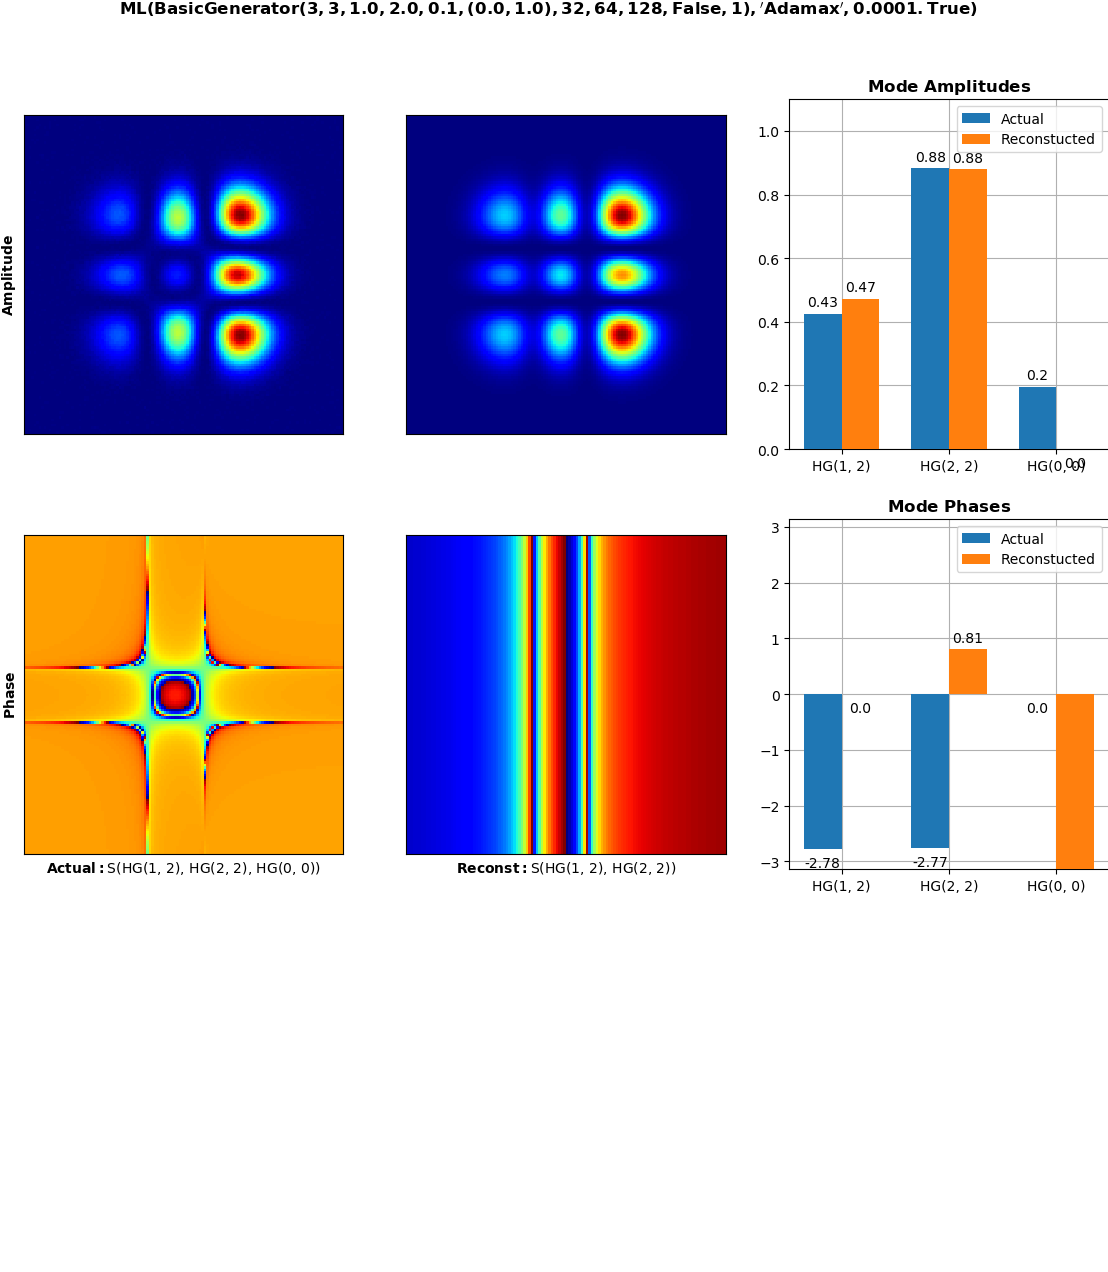 ML(BasicGenerator(3, 3, 1.0, 2.0, 0.1, (0.0, 1.0), 32, 64, 128, False, 1), ′Adamax′, 0.0001. True)
Mode Amplitudes
Amplitude
Actual
Reconstucted
1.0
0.8
0.6
0.4
0.2
0.0
0.43
0.47
0.88
0.88
0.2
0.0
HG(1, 2)
HG(2, 2)
HG(0, 0)
Mode Phases
Phase
Actual
Reconstucted
3
2
1
0
−1
−2
−3
-2.78
0.0
-2.77
0.81
0.0
HG(1, 2)
HG(2, 2)
HG(0, 0)
Actual: S(HG(1, 2), HG(2, 2), HG(0, 0))
Reconst: S(HG(1, 2), HG(2, 2))